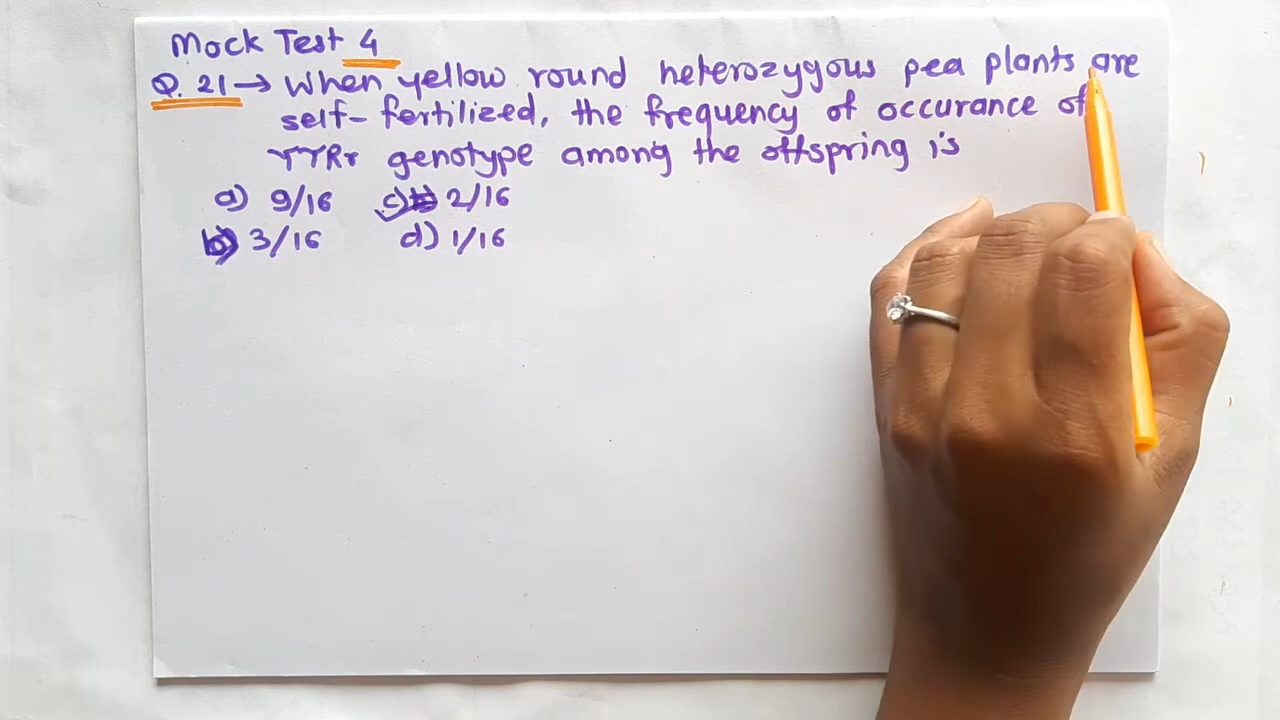 Mock Test 4
Q. 21 → When yellow round heterozygous pea plants are
self-fertilized, the frequency of occurance of
YYRr genotype among the offspring is
a) 9/16 c) 2/16
b) 3/16 d) 1/16